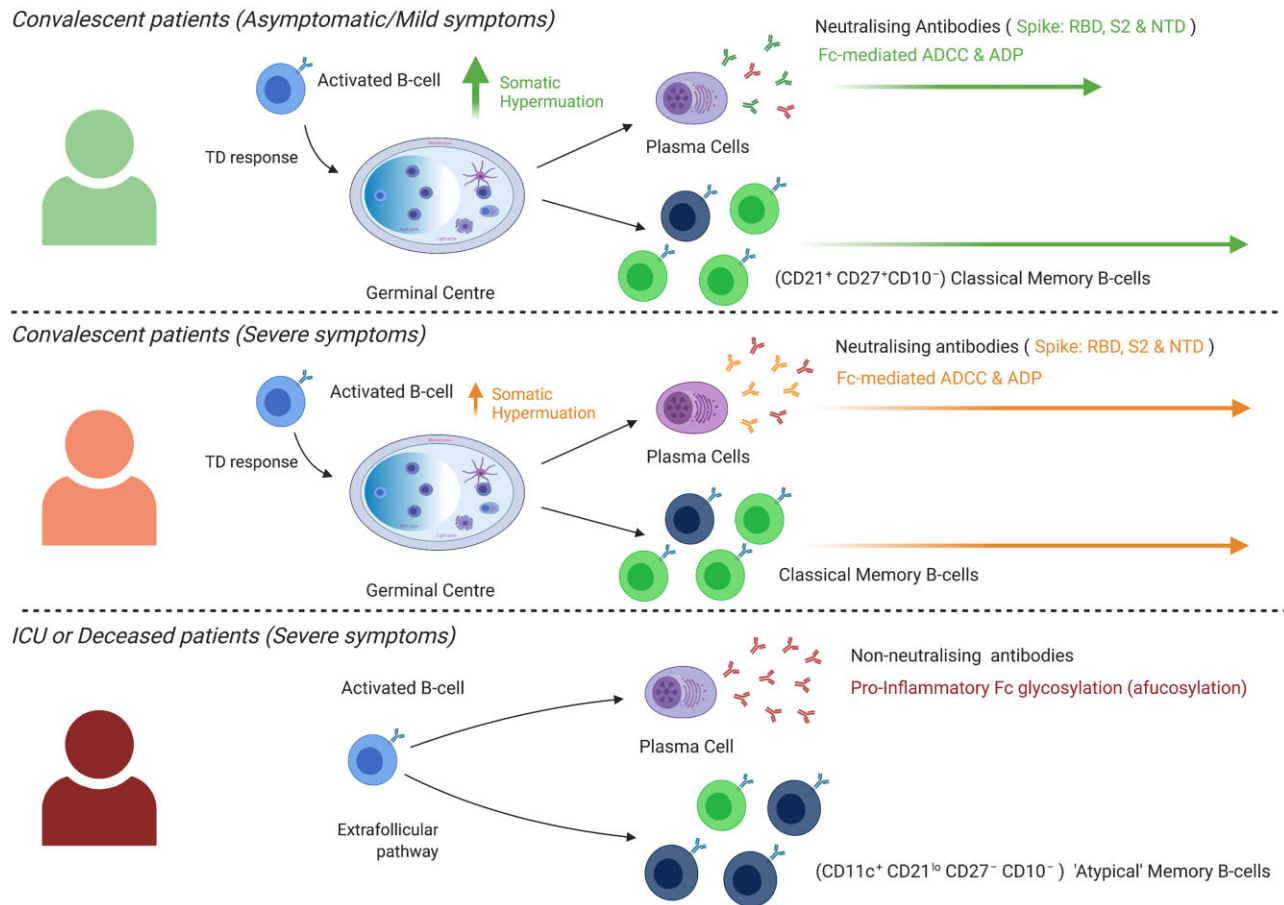 Convalescent patients (Asymptomatic/Mild symptoms)
Activated B-cell
Somatic
Hypermuation
TD response
Germinal Centre
Plasma Cells
Neutralising Antibodies ( Spike: RBD, S2 & NTD )
Fc-mediated ADCC & ADP
(CD21⁺ CD27⁺CD10⁻) Classical Memory B-cells
Convalescent patients (Severe symptoms)
Activated B-cell
Somatic
Hypermuation
TD response
Germinal Centre
Plasma Cells
Neutralising antibodies ( Spike: RBD, S2 & NTD )
Fc-mediated ADCC & ADP
Classical Memory B-cells
ICU or Deceased patients (Severe symptoms)
Activated B-cell
Extrafollicular
pathway
Plasma Cell
Non-neutralising antibodies
Pro-Inflammatory Fc glycosylation (afucosylation)
(CD11c⁺ CD21ˡᵒ CD27⁻ CD10⁻ ) 'Atypical' Memory B-cells